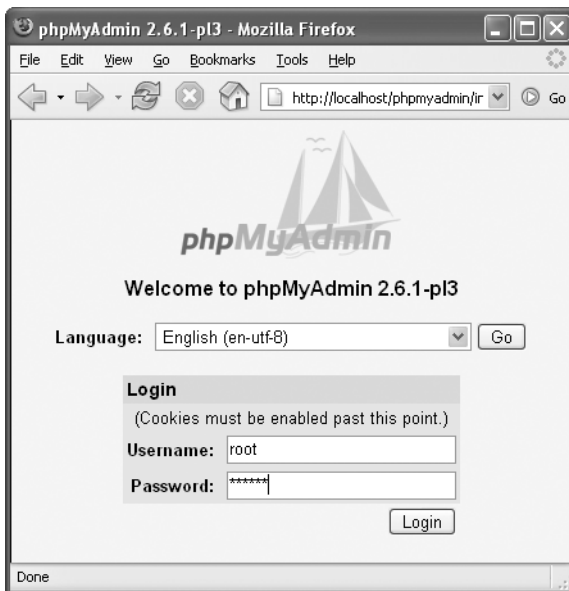 phpMyAdmin 2.6.1-pl3 - Mozilla Firefox
File Edit View Go Bookmarks Tools Help
http://localhost/phpmyadmin/ir Go
phpMyAdmin
Welcome to phpMyAdmin 2.6.1-pl3
Language: English (en-utf-8) Go
Login
(Cookies must be enabled past this point.)
Username: root
Password: ******
Login
Done